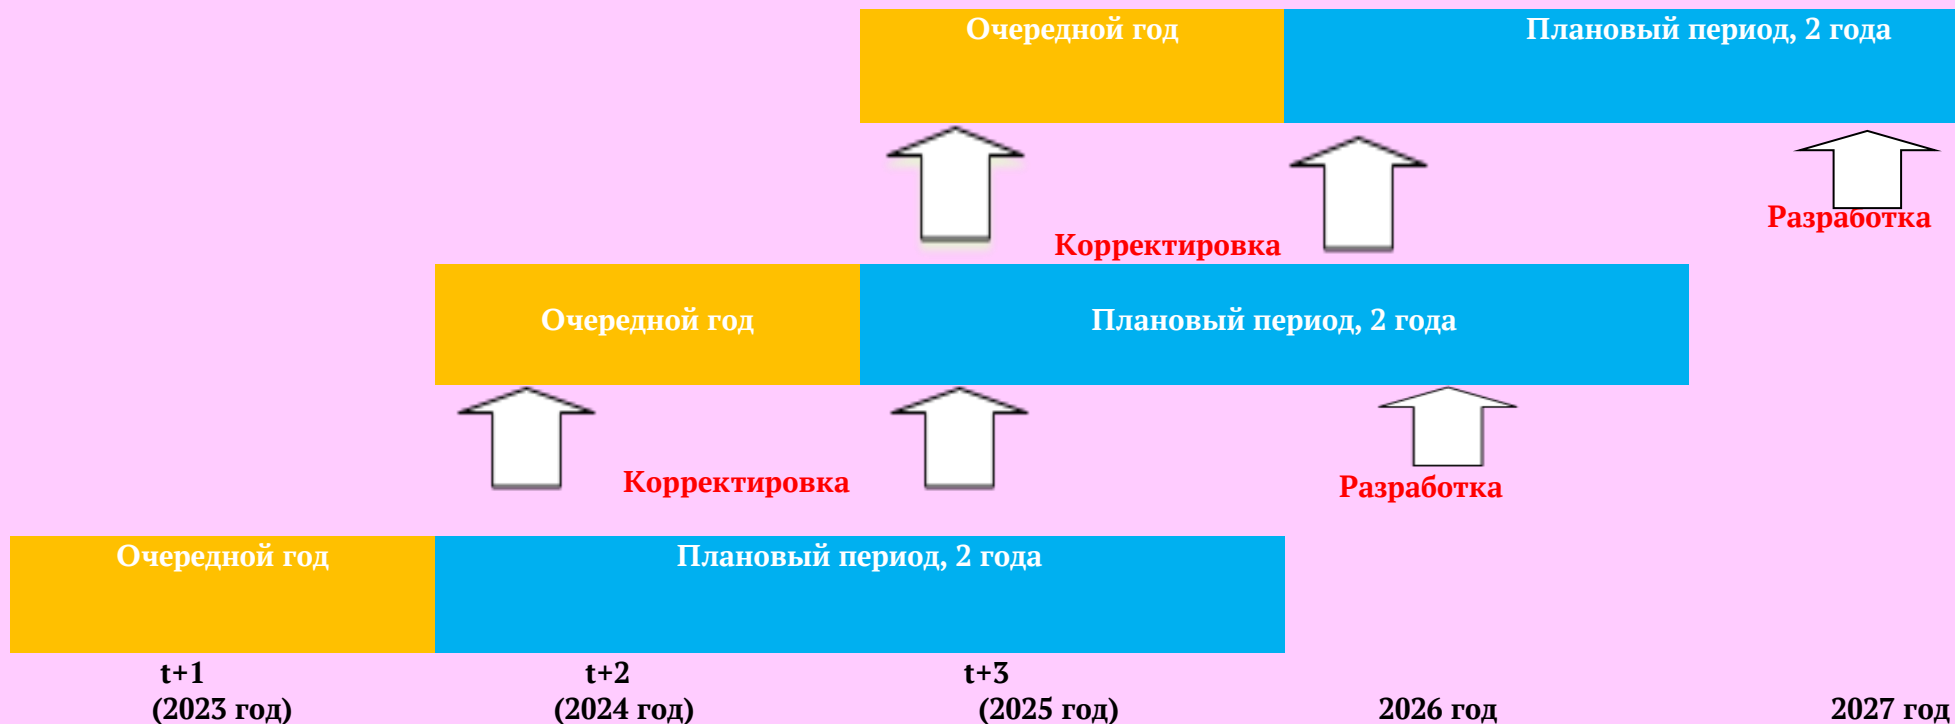 Очередной год
Плановый период, 2 года
Разработка
Корректировка
Очередной год
Плановый период, 2 года
Корректировка
Разработка
Очередной год
Плановый период, 2 года
t+1
t+2
t+3
(2023 год)
(2024 год)
(2025 год)
2026 год
2027 год